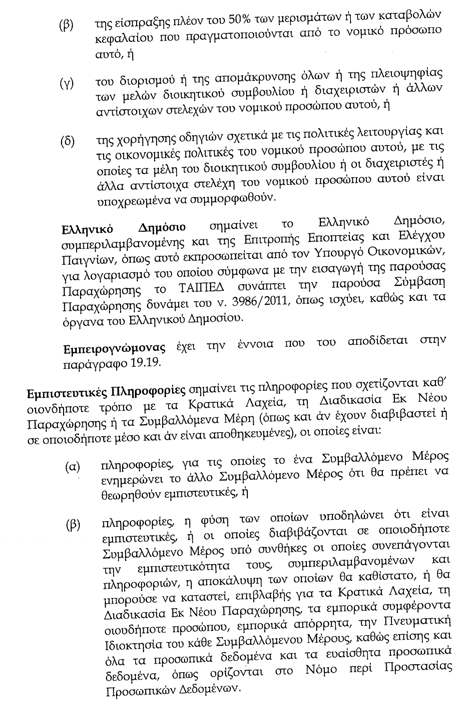 (β) της είσπραξης πλέον του 50% των μερισμάτων ή των καταβολών
κεφαλαίου που πραγματοποιούνται από το νομικό πρόσωπο
αυτό, ή
(γ) του διορισμού ή της απομάκρυνσης όλων ή της πλειοψηφίας
των μελών διοικητικού συμβουλίου ή διαχειριστών ή άλλων
αντίστοιχων στελεχών του νομικού προσώπου αυτού, ή
(δ) της χορήγησης οδηγιών σχετικά με τις πολιτικές λειτουργίας και
τις οικονομικές πολιτικές του νομικού προσώπου αυτού, με τις
οποίες τα μέλη του διοικητικού συμβουλίου ή οι διαχειριστές ή
άλλα αντίστοιχα στελέχη του νομικού προσώπου αυτού είναι
υποχρεωμένα να συμμορφωθούν.
Ελληνικό Δημόσιο σημαίνει το Ελληνικό Δημόσιο,
συμπεριλαμβανομένης και της Επιτροπής Εποπτείας και Ελέγχου
Παιγνίων, όπως αυτό εκπροσωπείται από τον Υπουργό Οικονομικών,
για λογαριασμό του οποίου σύμφωνα με την εισαγωγή της παρούσας
Παραχώρησης το ΤΑΙΠΕΔ συνάπτει την παρούσα Σύμβαση
Παραχώρησης δυνάμει του ν. 3986/2011, όπως ισχύει, καθώς και τα
όργανα του Ελληνικού Δημοσίου.
Εμπειρογνώμονας έχει την έννοια που του αποδίδεται στην
παράγραφο 19.19.
Εμπιστευτικές Πληροφορίες σημαίνει τις πληροφορίες που σχετίζονται καθ'
οιονδήποτε τρόπο με τα Κρατικά Λαχεία, τη Διαδικασία Εκ Νέου
Παραχώρησης ή τα Συμβαλλόμενα Μέρη (όπως και άν έχουν διαβιβαστεί ή
σε οποιοδήποτε μέσο και άν είναι αποθηκευμένες), οι οποίες είναι:
(α) πληροφορίες, για τις οποίες το ένα Συμβαλλόμενο Μέρος
ενημερώνει το άλλο Συμβαλλόμενο Μέρος ότι θα πρέπει να
θεωρηθούν εμπιστευτικές, ή
(β) πληροφορίες, η φύση των οποίων υποδηλώνει ότι είναι
εμπιστευτικές, ή οι οποίες διαβιβάζονται σε οποιοδήποτε
Συμβαλλόμενο Μέρος υπό συνθήκες οι οποίες συνεπάγονται
την εμπιστευτικότητα τους, συμπεριλαμβανομένων και
πληροφοριών, η αποκάλυψη των οποίων θα καθίστατο, ή θα
μπορούσε να καταστεί, επιβλαβής για τα Κρατικά Λαχεία, τη
Διαδικασία Εκ Νέου Παραχώρησης, τα εμπορικά συμφέροντα
οιουδήποτε προσώπου, εμπορικά απόρρητα, την Πνευματική
Ιδιοκτησία του κάθε Συμβαλλόμενου Μέρους, καθώς επίσης και
όλα τα προσωπικά δεδομένα και τα ευαίσθητα προσωπικά
δεδομένα, όπως ορίζονται στο Νόμο περί Προστασίας
Προσωπικών Δεδομένων.